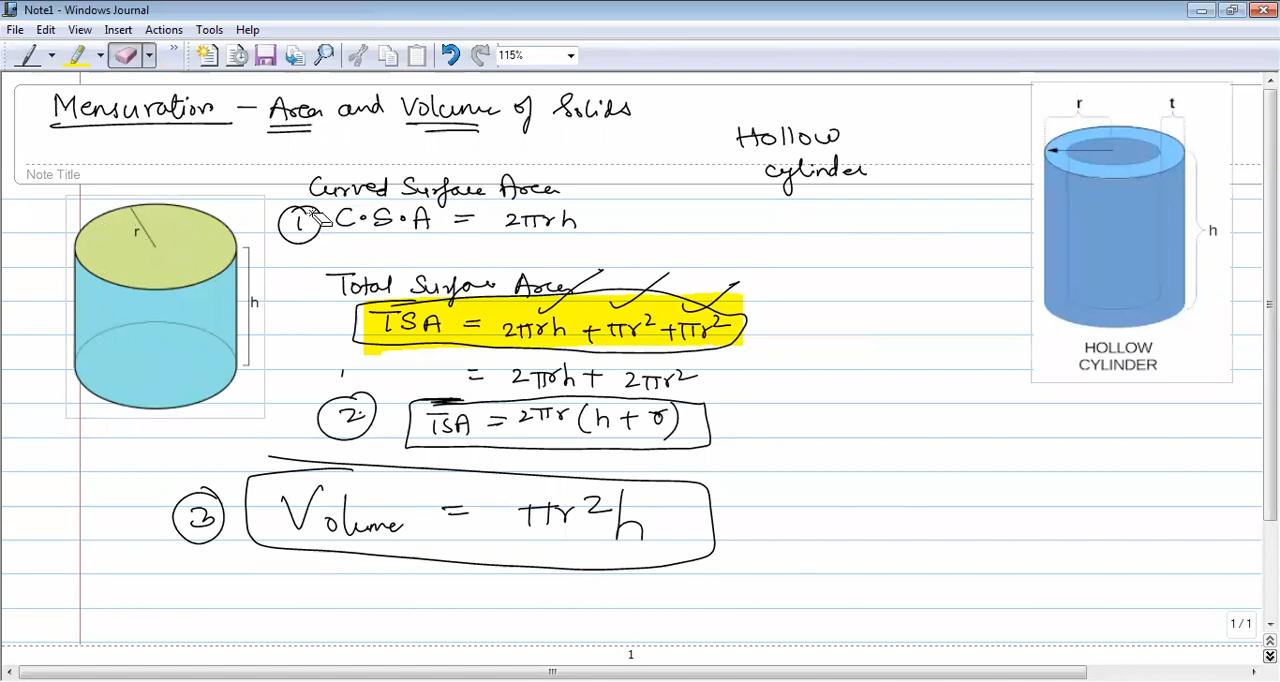 Note1 - Windows Journal
File Edit View Insert Actions Tools Help
115%
Mensuration - Area and Volume of Solids
Note Title
Hollow
cylinder
Curved Surface Area
1 C.S.A = 2πrh
Total Surface Area
TSA = 2πrh + πr² + πr²
= 2πrh + 2πr²
2. TSA = 2πr (h + r)
3 Volume = πr²h
r
h
r t
h
HOLLOW
CYLINDER
1 / 1
1